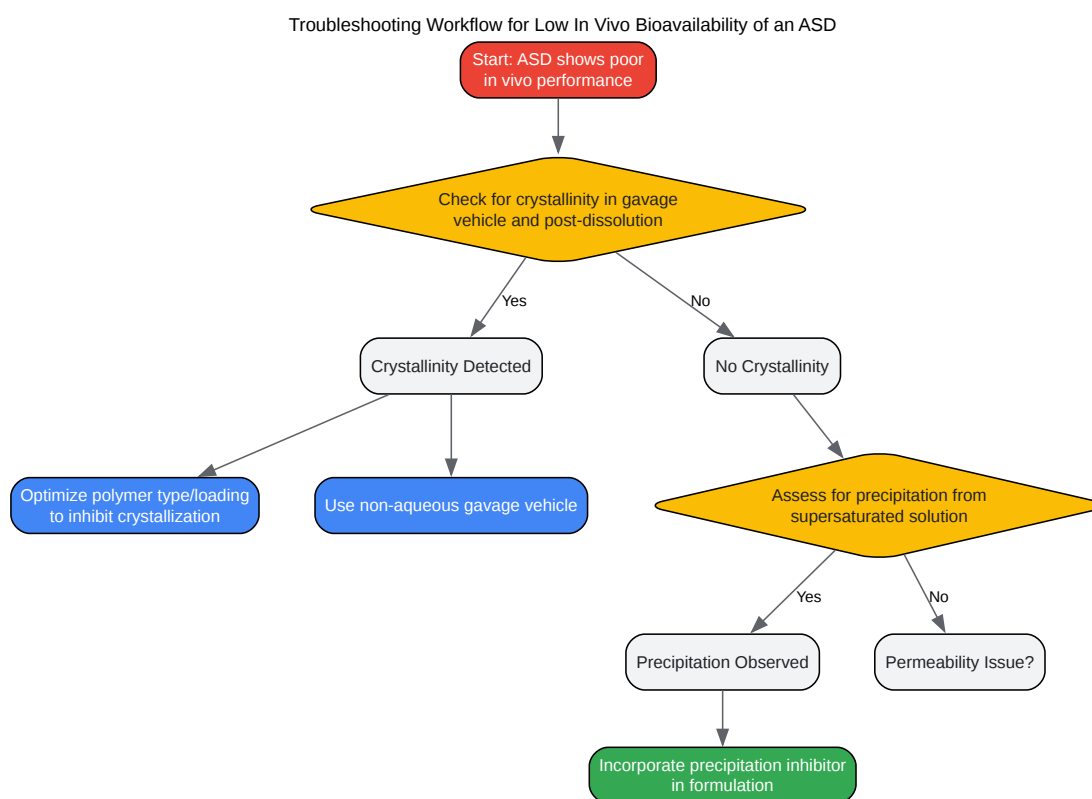 Troubleshooting Workflow for Low In Vivo Bioavailability of an ASD
Start: ASD shows poor
in vivo performance
Check for crystallinity in gavage
vehicle and post-dissolution
Yes
No
Crystallinity Detected
No Crystallinity
Optimize polymer type/loading
to inhibit crystallization
Use non-aqueous gavage vehicle
Assess for precipitation from
supersaturated solution
Yes
No
Precipitation Observed
Permeability Issue?
Incorporate precipitation inhibitor
in formulation